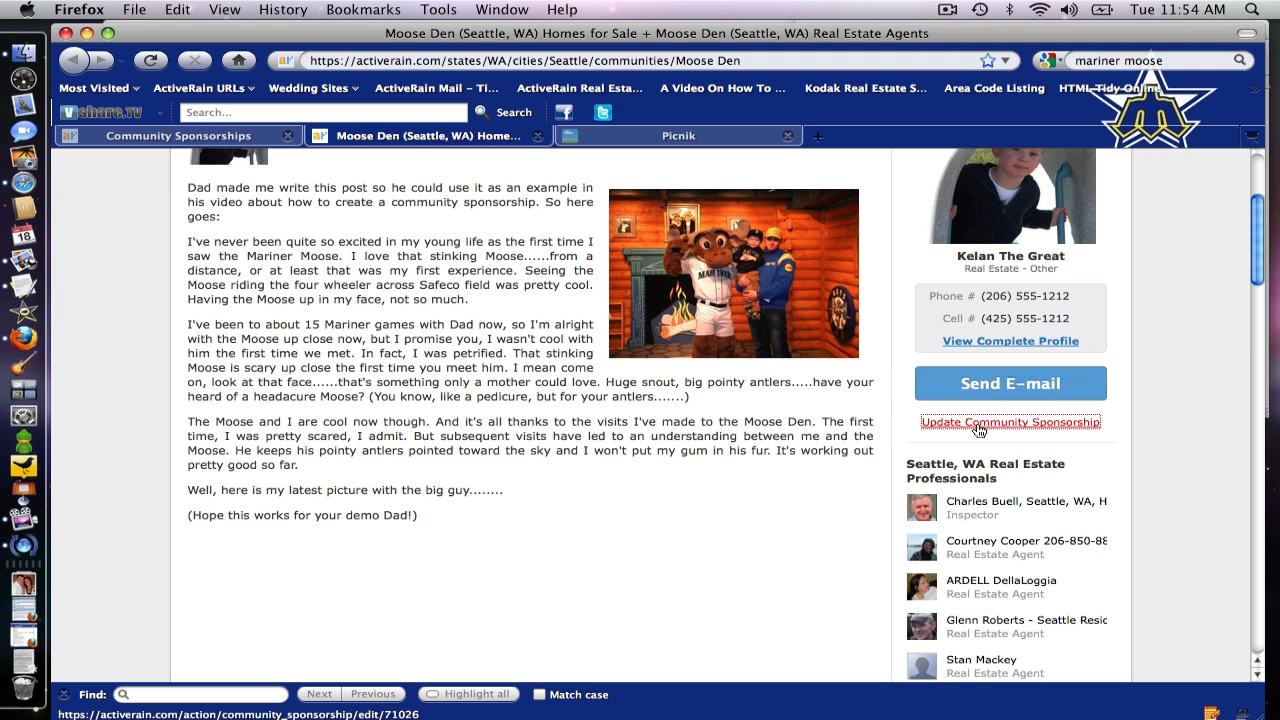 Firefox File Edit View History Bookmarks Tools Window Help Tue 11:54 AM
Moose Den (Seattle, WA) Homes for Sale + Moose Den (Seattle, WA) Real Estate Agents
https://activerain.com/states/WA/cities/Seattle/communities/Moose Den mariner moose
Most Visited ActiveRain URLs Wedding Sites ActiveRain Mail – Ti... ActiveRain Real Esta... A Video On How To ... Kodak Real Estate S... Area Code Listing HTML Tidy Online
vshare.tv Search... Search
Community Sponsorships Moose Den (Seattle, WA) Home... Picnik
Dad made me write this post so he could use it as an example in
his video about how to create a community sponsorship. So here
goes:
I've never been quite so excited in my young life as the first time I
saw the Mariner Moose. I love that stinking Moose......from a
distance, or at least that was my first experience. Seeing the
Moose riding the four wheeler across Safeco field was pretty cool.
Having the Moose up in my face, not so much.
I've been to about 15 Mariner games with Dad now, so I'm alright
with the Moose up close now, but I promise you, I wasn't cool with
him the first time we met. In fact, I was petrified. That stinking
Moose is scary up close the first time you meet him. I mean come
on, look at that face......that's something only a mother could love. Huge snout, big pointy antlers.....have your
heard of a headacure Moose? (You know, like a pedicure, but for your antlers.......)
The Moose and I are cool now though. And it's all thanks to the visits I've made to the Moose Den. The first
time, I was pretty scared, I admit. But subsequent visits have led to an understanding between me and the
Moose. He keeps his pointy antlers pointed toward the sky and I won't put my gum in his fur. It's working out
pretty good so far.
Well, here is my latest picture with the big guy........
(Hope this works for your demo Dad!)
Kelan The Great
Real Estate - Other
Phone # (206) 555-1212
Cell # (425) 555-1212
View Complete Profile
Send E-mail
Update Community Sponsorship
Seattle, WA Real Estate
Professionals
Charles Buell, Seattle, WA, H
Inspector
Courtney Cooper 206-850-88
Real Estate Agent
ARDELL DellaLoggia
Real Estate Agent
Glenn Roberts - Seattle Resi
Real Estate Agent
Stan Mackey
Real Estate Agent
Find: Next Previous Highlight all Match case
https://activerain.com/action/community_sponsorship/edit/71026